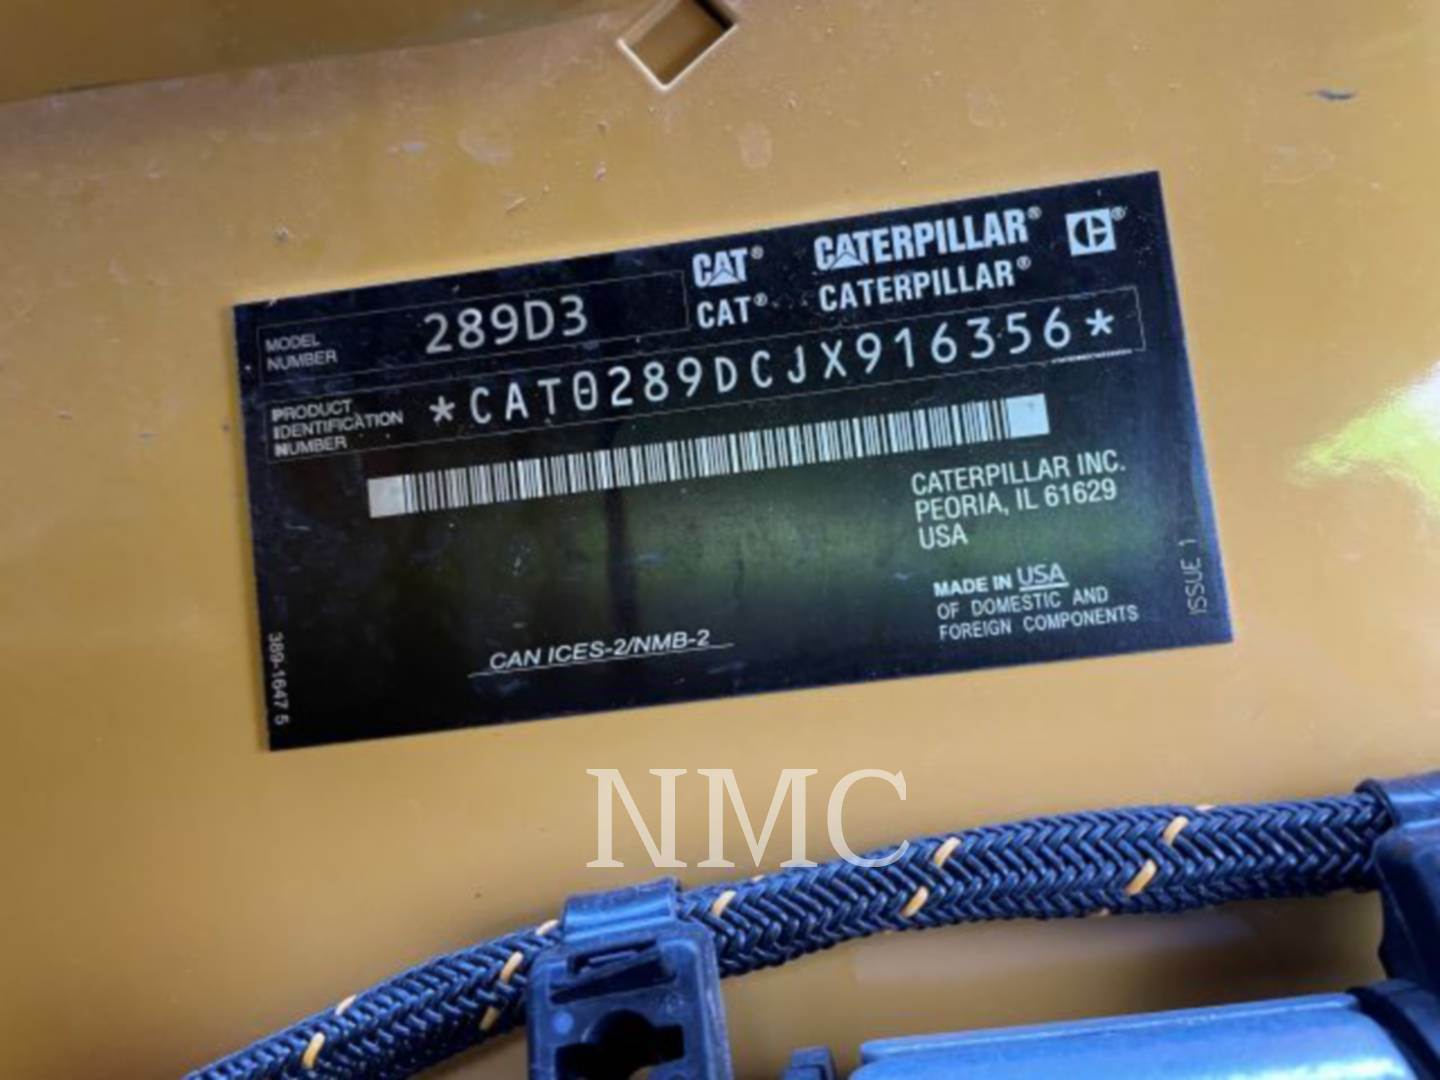 CAT® CATERPILLAR® C®
CAT® CATERPILLAR®
MODEL NUMBER 289D3
PRODUCT IDENTIFICATION NUMBER *CAT0289DCJX916356*
CATERPILLAR INC.
PEORIA, IL 61629
USA
MADE IN USA
OF DOMESTIC AND
FOREIGN COMPONENTS
CAN ICES-2/NMB-2
389-1647 5
ISSUE 1
NMC